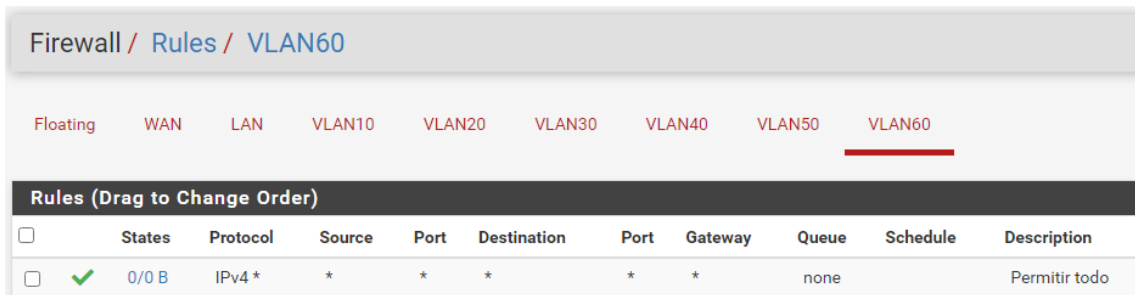 Firewall / Rules / VLAN60
Floating WAN LAN VLAN10 VLAN20 VLAN30 VLAN40 VLAN50 VLAN60
Rules (Drag to Change Order)
States Protocol Source Port Destination Port Gateway Queue Schedule Description
0/0 B IPv4 * * * * * * none Permitir todo